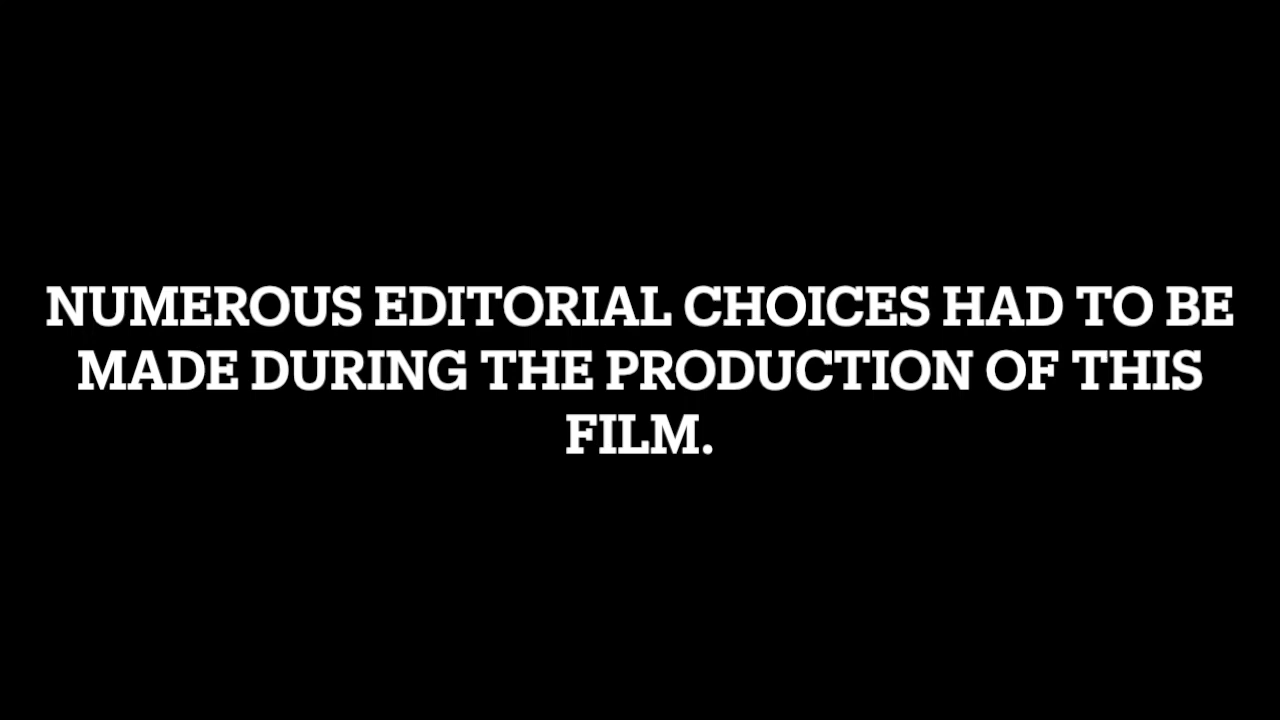 NUMEROUS EDITORIAL CHOICES HAD TO BE
MADE DURING THE PRODUCTION OF THIS
FILM.